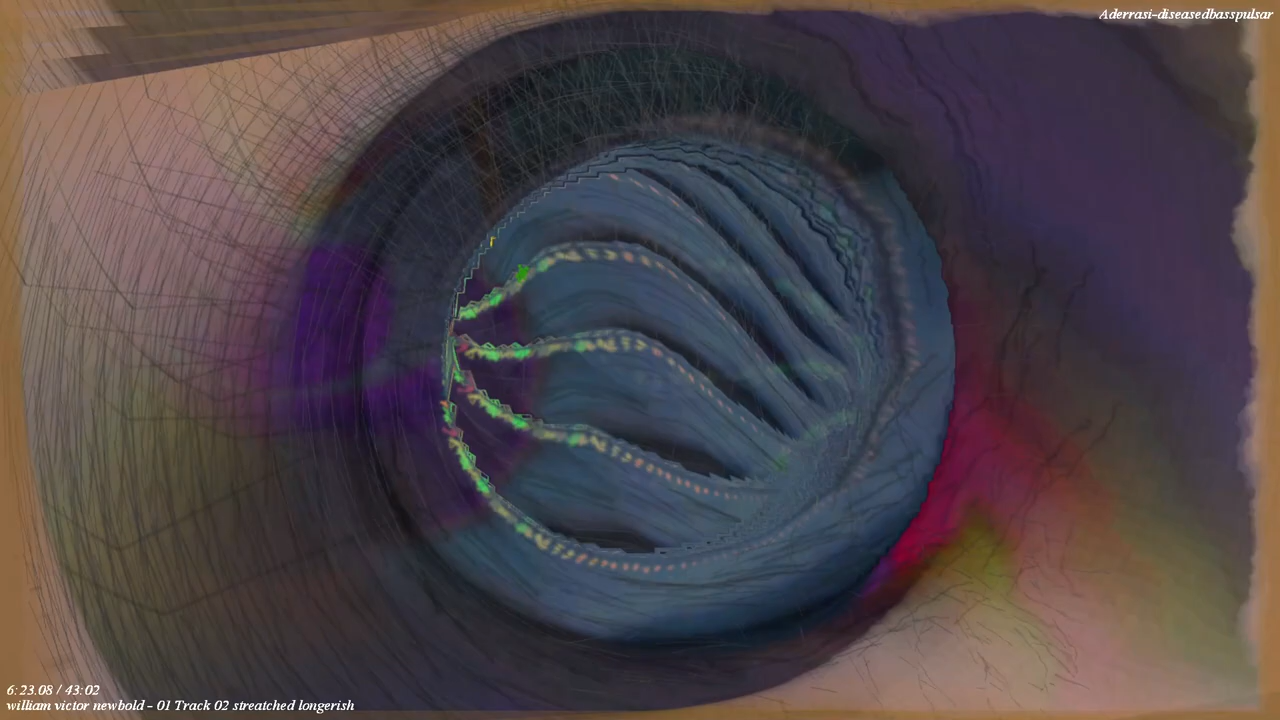 Aderrasi-diseasedbasspulsar
6:23.08 / 43:02
william victor newbold - 01 Track 02 streatched longerish